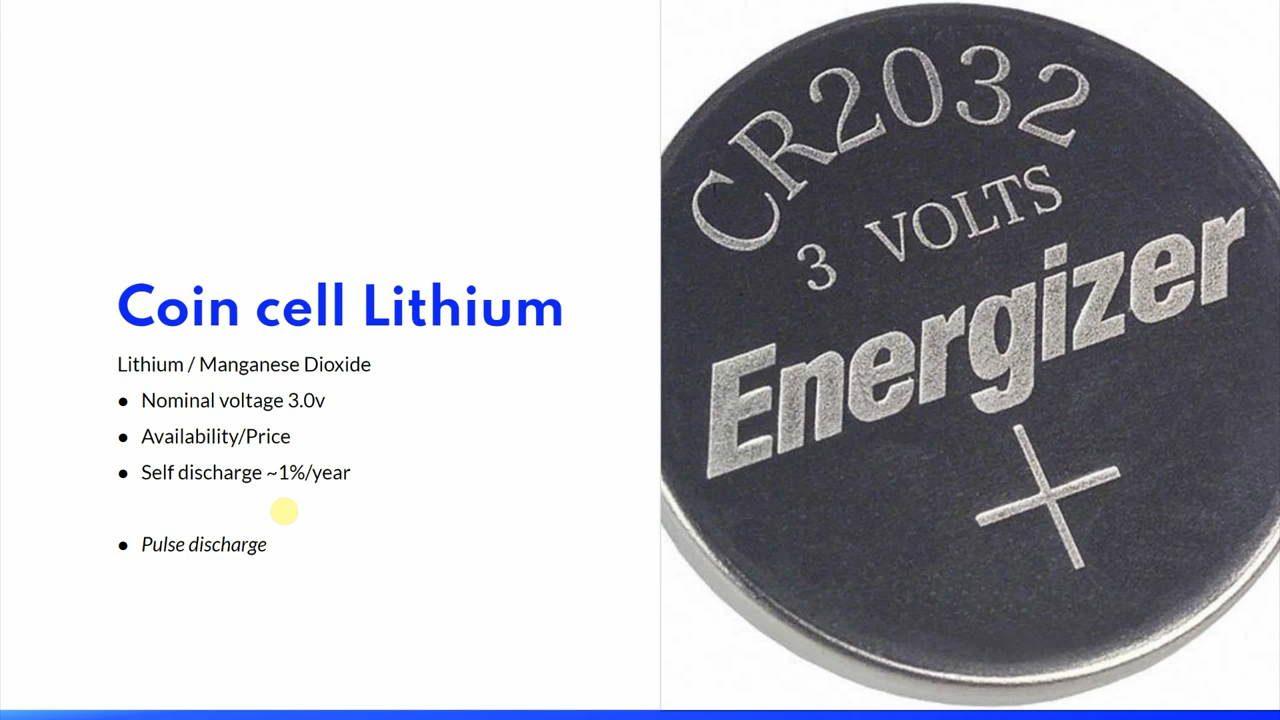 Coin cell Lithium
Lithium / Manganese Dioxide
● Nominal voltage 3.0v
● Availability/Price
● Self discharge ~1%/year
● Pulse discharge
CR2032
3 VOLTS
Energizer
+